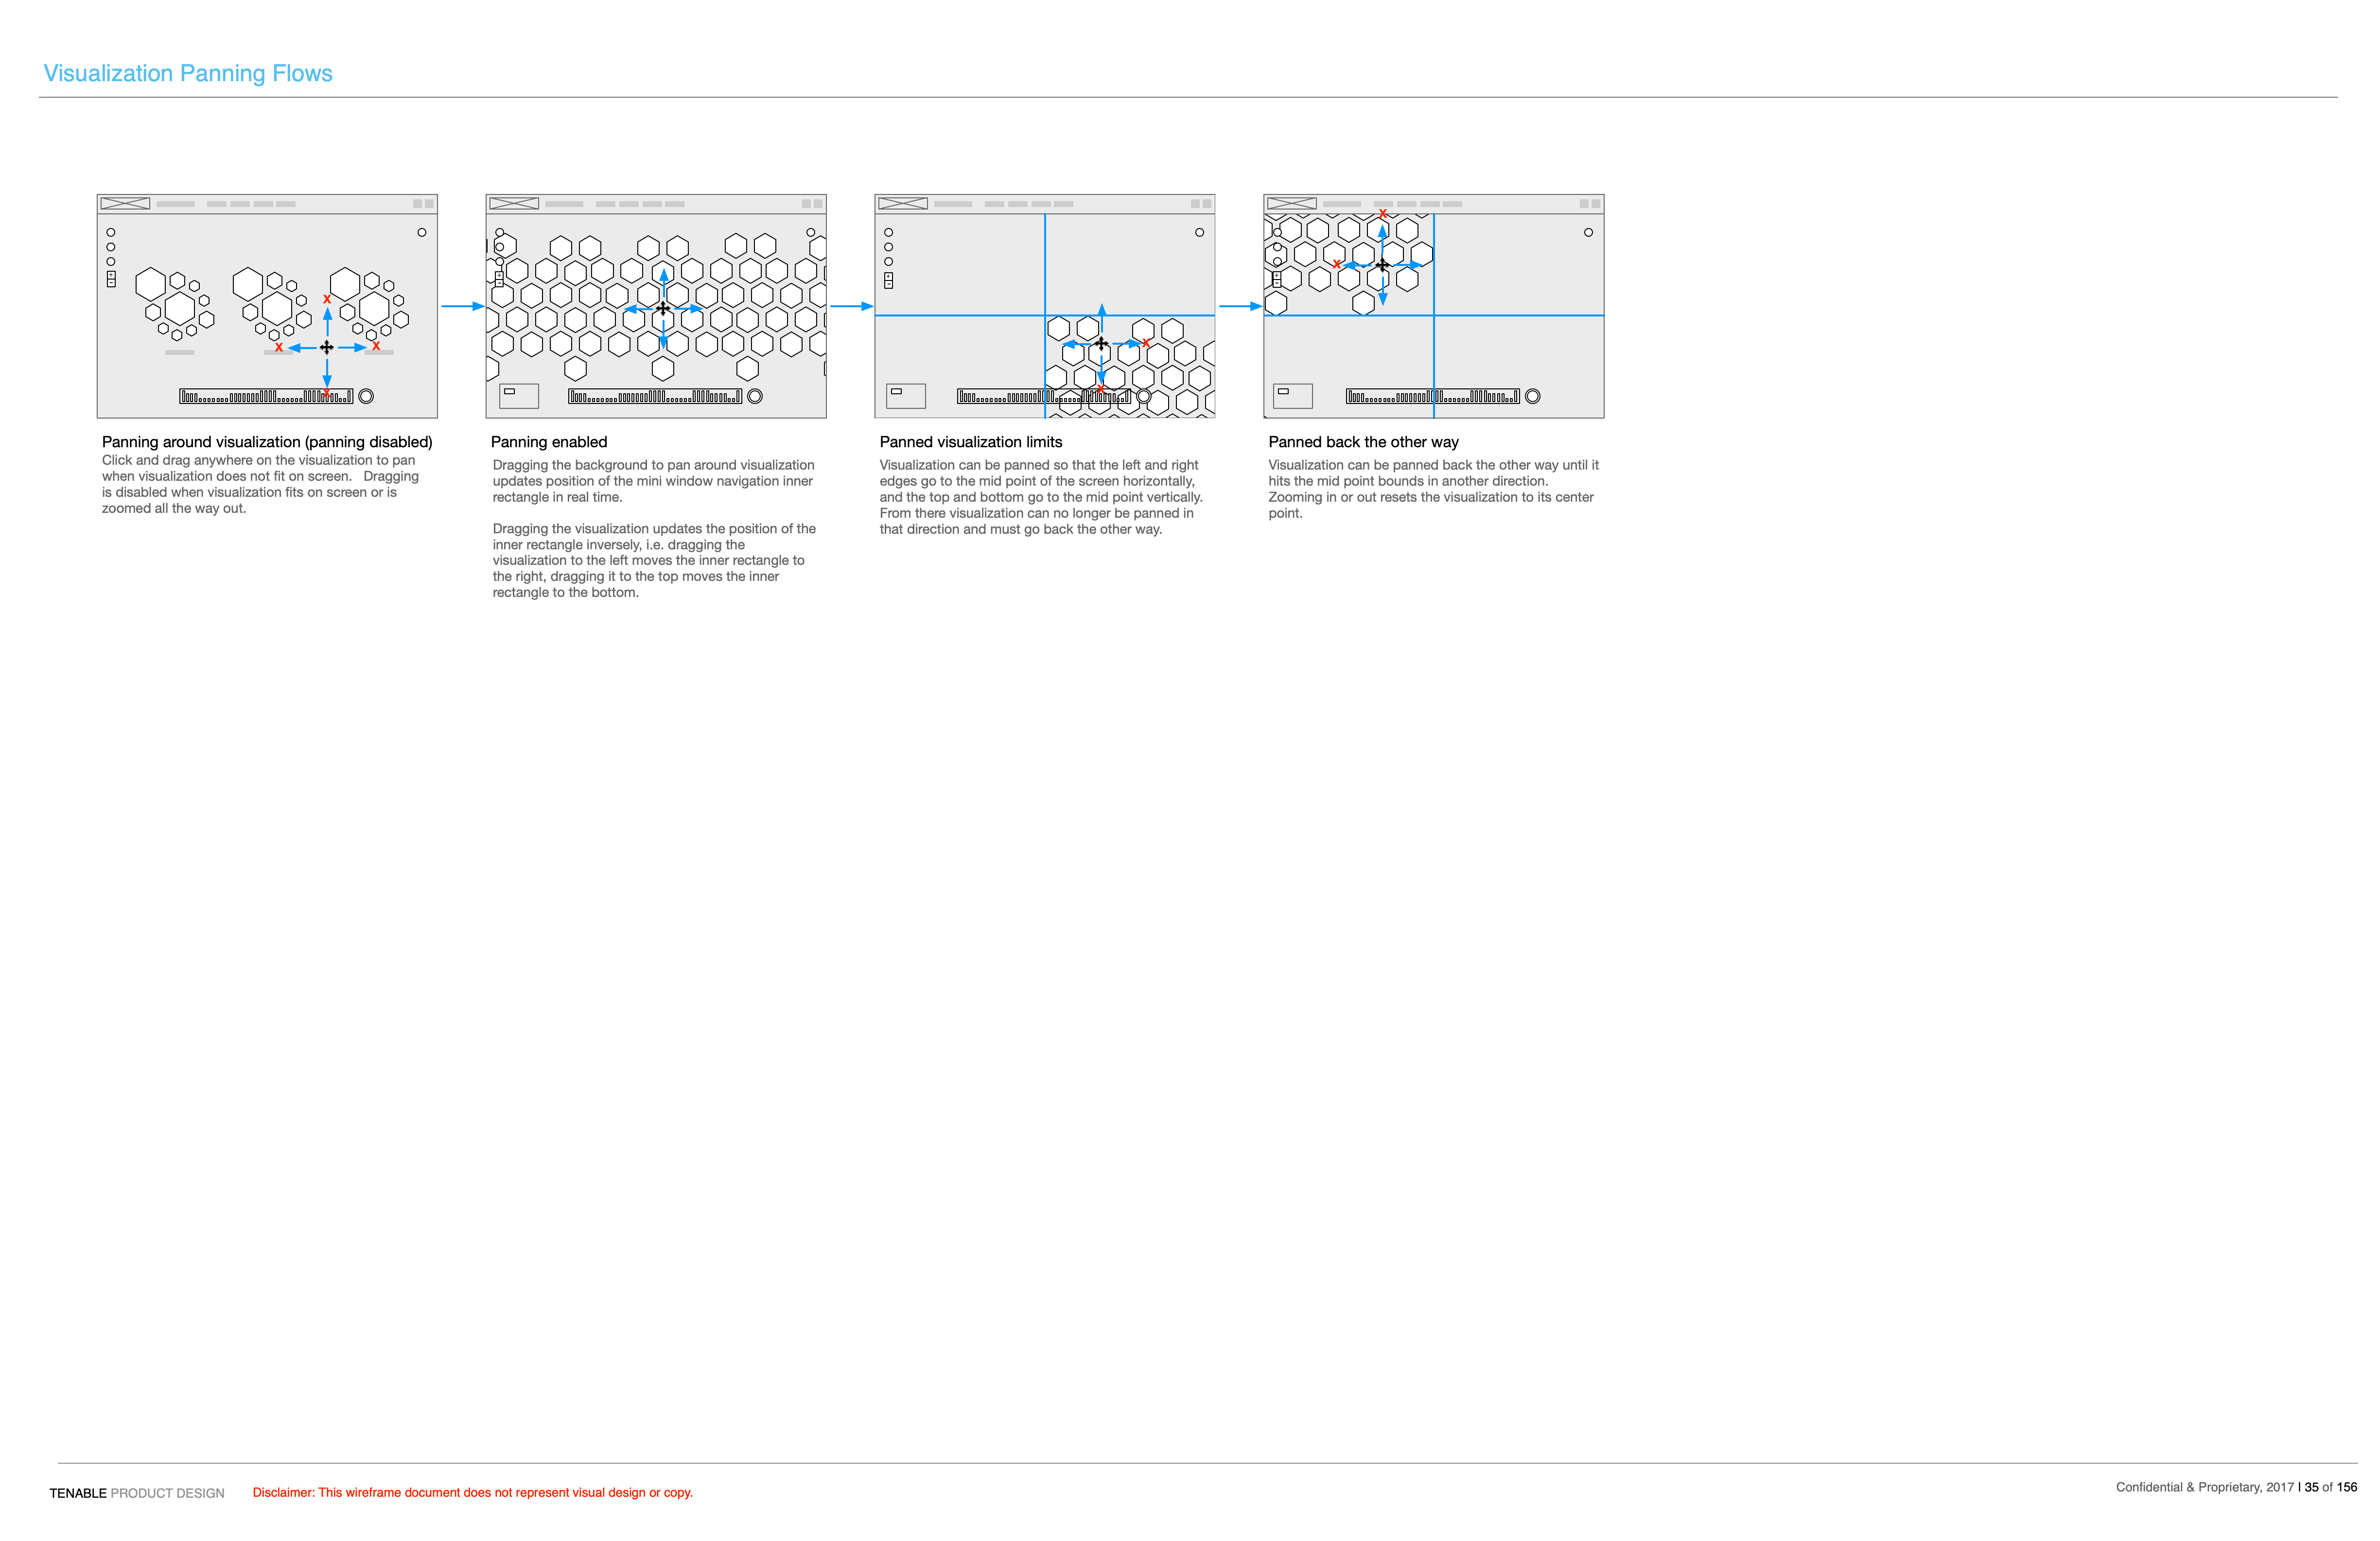 Visualization Panning Flows
Panning around visualization (panning disabled)
Click and drag anywhere on the visualization to pan
when visualization does not fit on screen.   Dragging
is disabled when visualization fits on screen or is
zoomed all the way out.
Panning enabled
Dragging the background to pan around visualization
updates position of the mini window navigation inner
rectangle in real time.
Dragging the visualization updates the position of the
inner rectangle inversely, i.e. dragging the
visualization to the left moves the inner rectangle to
the right, dragging it to the top moves the inner
rectangle to the bottom.
Panned visualization limits
Visualization can be panned so that the left and right
edges go to the mid point of the screen horizontally,
and the top and bottom go to the mid point vertically.
From there visualization can no longer be panned in
that direction and must go back the other way.
Panned back the other way
Visualization can be panned back the other way until it
hits the mid point bounds in another direction.
Zooming in or out resets the visualization to its center
point.
TENABLE PRODUCT DESIGN
Disclaimer: This wireframe document does not represent visual design or copy.
Confidential & Proprietary, 2017 | 35 of 156